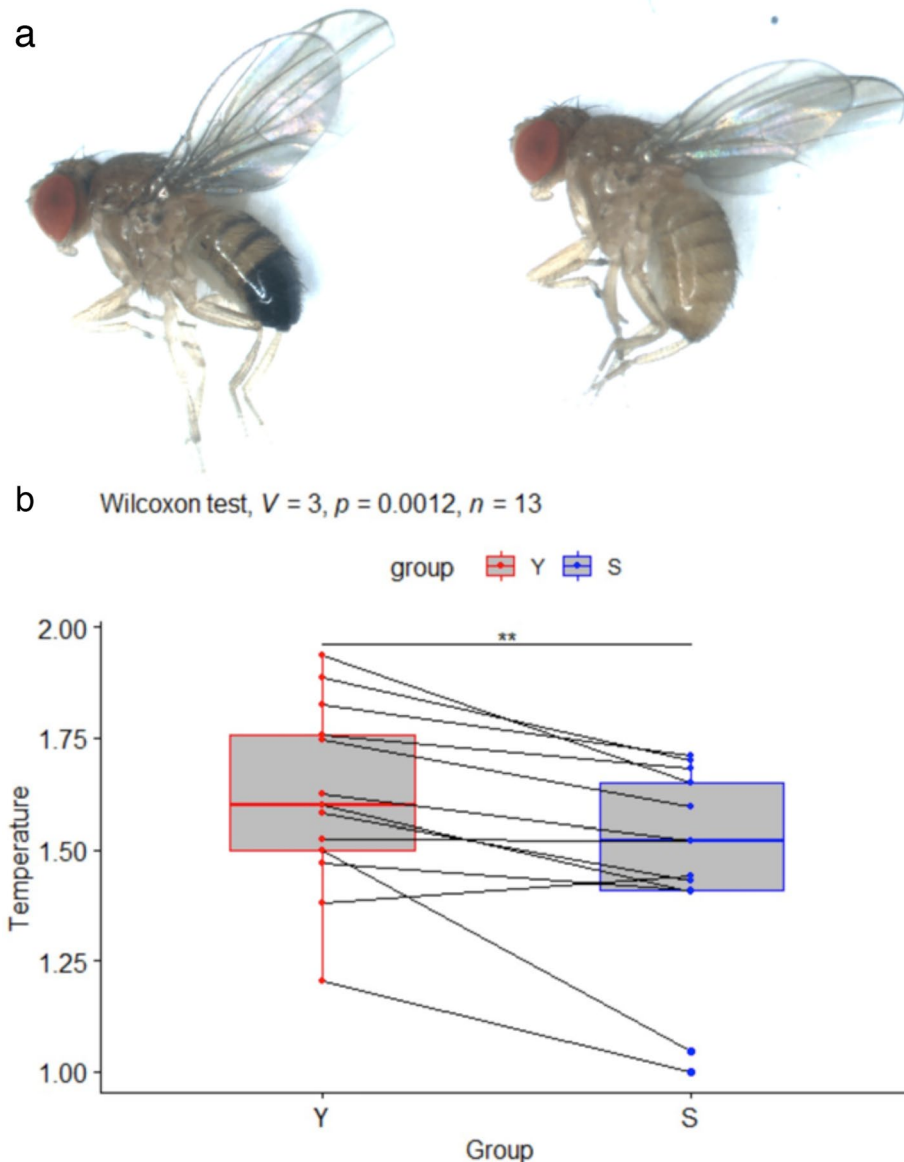 a
b Wilcoxon test, V = 3, p = 0.0012, n = 13
group Y S
**
2.00
1.75
1.50
1.25
1.00
Temperature
Y S
Group